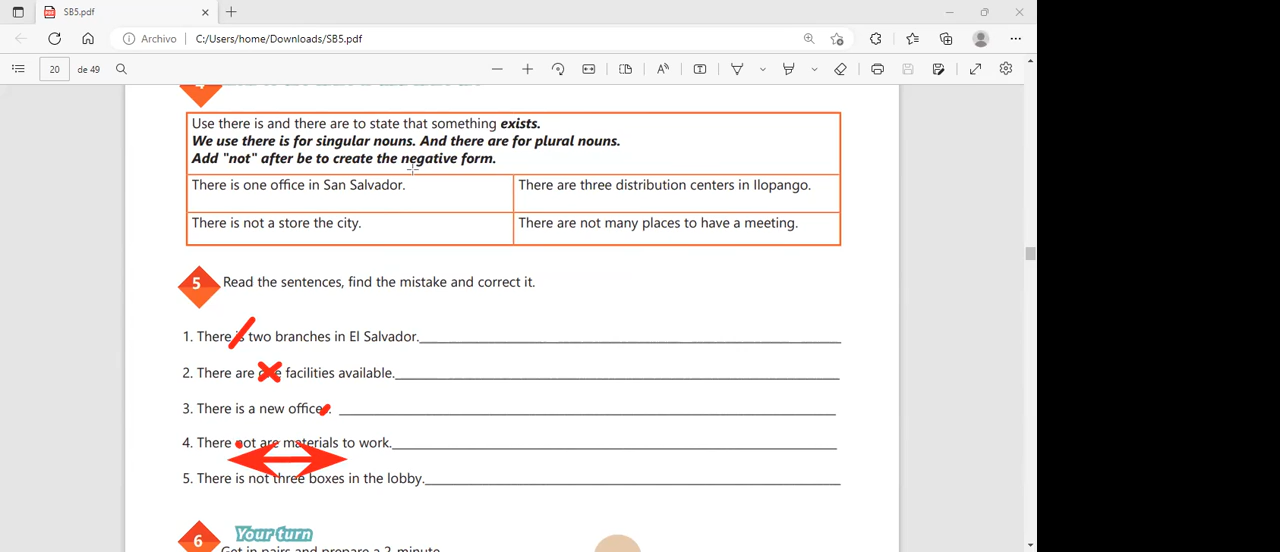 SB5.pdf
Archivo C:/Users/home/Downloads/SB5.pdf
20 de 49
Use there is and there are to state that something exists.
We use there is for singular nouns. And there are for plural nouns.
Add "not" after be to create the negative form.
There is one office in San Salvador. There are three distribution centers in Ilopango.
There is not a store the city. There are not many places to have a meeting.
5 Read the sentences, find the mistake and correct it.
1. There is two branches in El Salvador.
2. There are one facilities available.
3. There is a new offices.
4. There not are materials to work.
5. There is not three boxes in the lobby.
6 Your turn
Get in pairs and prepare a 2-minute